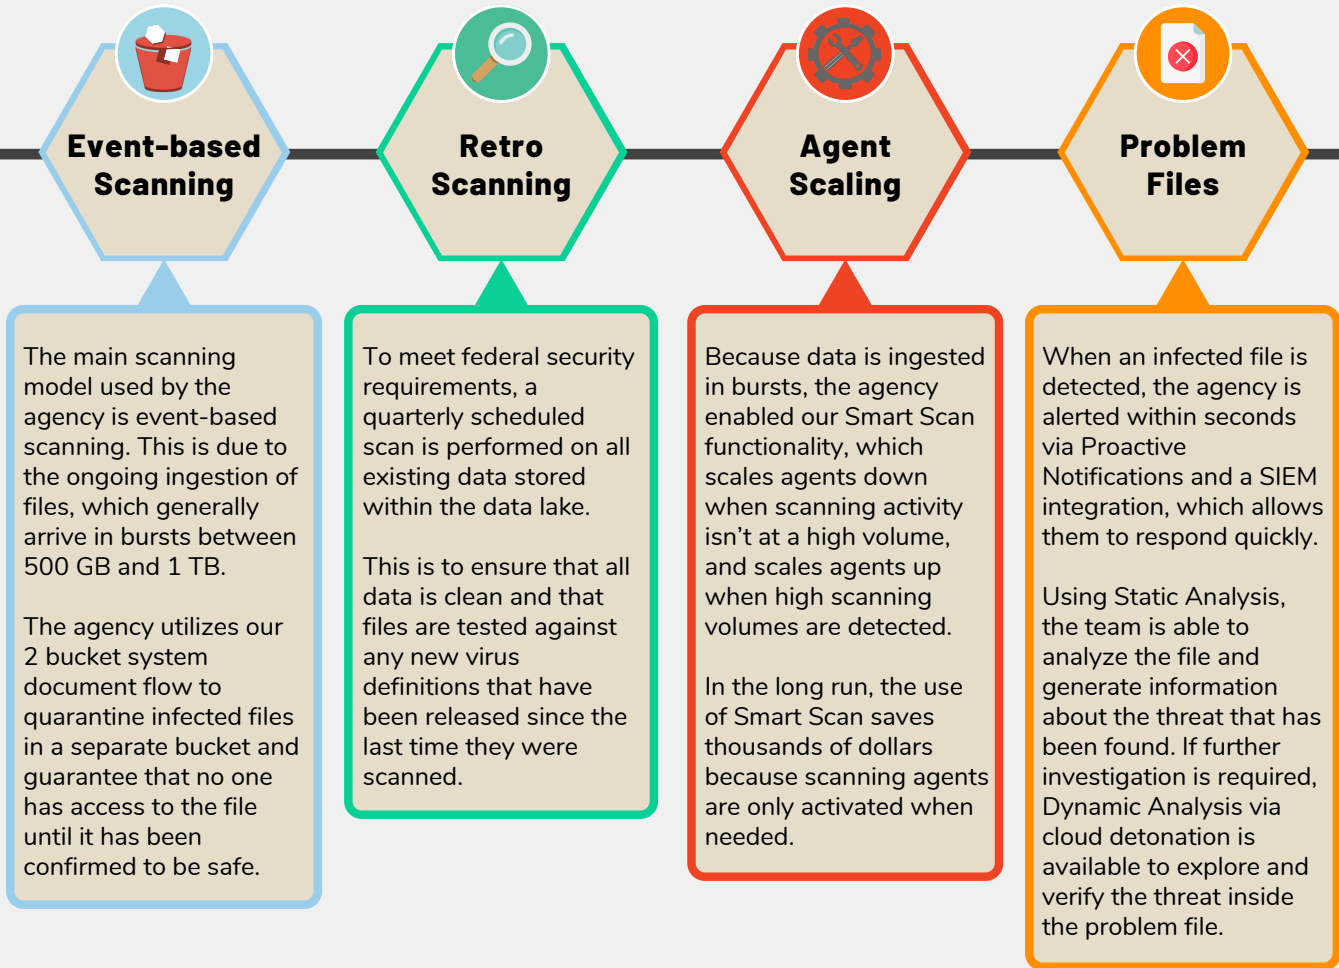 Event-based
Scanning
The main scanning
model used by the
agency is event-based
scanning. This is due to
the ongoing ingestion of
files, which generally
arrive in bursts between
500 GB and 1 TB.
The agency utilizes our
2 bucket system
document flow to
quarantine infected files
in a separate bucket and
guarantee that no one
has access to the file
until it has been
confirmed to be safe.
Retro
Scanning
To meet federal security
requirements, a
quarterly scheduled
scan is performed on all
existing data stored
within the data lake.
This is to ensure that all
data is clean and that
files are tested against
any new virus
definitions that have
been released since the
last time they were
scanned.
Agent
Scaling
Because data is ingested
in bursts, the agency
enabled our Smart Scan
functionality, which
scales agents down
when scanning activity
isn’t at a high volume,
and scales agents up
when high scanning
volumes are detected.
In the long run, the use
of Smart Scan saves
thousands of dollars
because scanning agents
are only activated when
needed.
Problem
Files
When an infected file is
detected, the agency is
alerted within seconds
via Proactive
Notifications and a SIEM
integration, which allows
them to respond quickly.
Using Static Analysis,
the team is able to
analyze the file and
generate information
about the threat that has
been found. If further
investigation is required,
Dynamic Analysis via
cloud detonation is
available to explore and
verify the threat inside
the problem file.